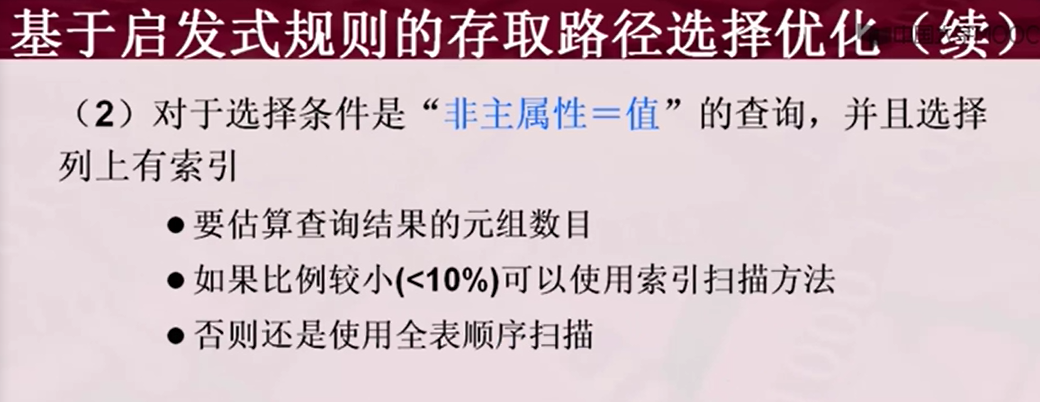 基于启发式规则的存取路径选择优化（续）
（2）对于选择条件是“非主属性＝值”的查询，并且选择
列上有索引
●要估算查询结果的元组数目
●如果比例较小(<10%)可以使用索引扫描方法
●否则还是使用全表顺序扫描